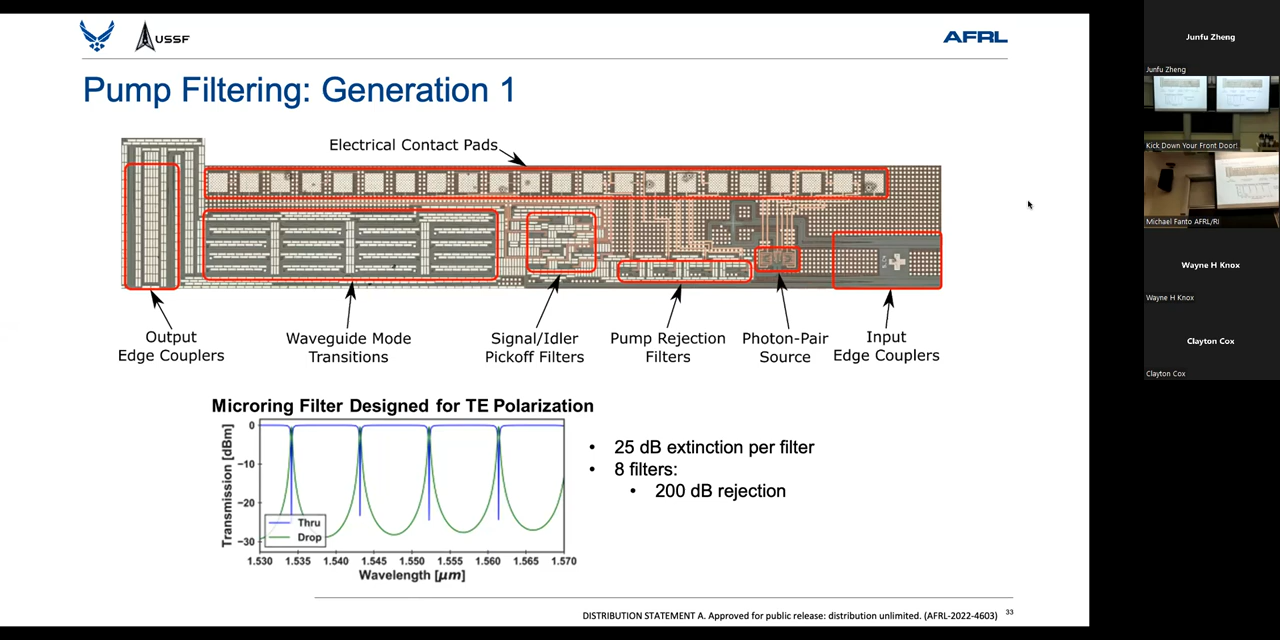 USSF
AFRL
Pump Filtering: Generation 1
Electrical Contact Pads
Output
Edge Couplers
Waveguide Mode
Transitions
Signal/Idler
Pickoff Filters
Pump Rejection
Filters
Photon-Pair
Source
Input
Edge Couplers
Microring Filter Designed for TE Polarization
Transmission [dBm]
0
−10
−20
−30
Thru
Drop
1.530 1.535 1.540 1.545 1.550 1.555 1.560 1.565 1.570
Wavelength [μm]
• 25 dB extinction per filter
• 8 filters:
• 200 dB rejection
DISTRIBUTION STATEMENT A. Approved for public release: distribution unlimited. (AFRL-2022-4603) 33
Junfu Zheng
Junfu Zheng
Kick Down Your Front Door!
Michael Fanto AFRL/RI
Wayne H Knox
Wayne H Knox
Clayton Cox
Clayton Cox